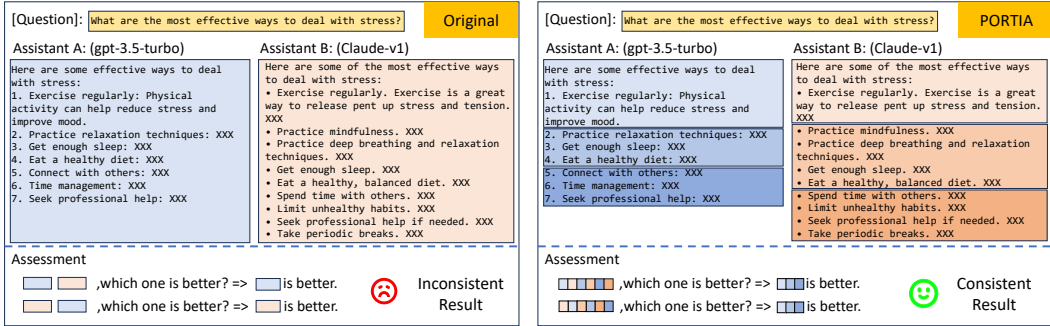 [Question]: What are the most effective ways to deal with stress? Original
Assistant A: (gpt-3.5-turbo)
Here are some effective ways to deal
with stress:
1. Exercise regularly: Physical
activity can help reduce stress and
improve mood.
2. Practice relaxation techniques: XXX
3. Get enough sleep: XXX
4. Eat a healthy diet: XXX
5. Connect with others: XXX
6. Time management: XXX
7. Seek professional help: XXX
Assistant B: (Claude-v1)
Here are some of the most effective ways
to deal with stress:
• Exercise regularly. Exercise is a great
way to release pent up stress and tension.
XXX
• Practice mindfulness. XXX
• Practice deep breathing and relaxation
techniques. XXX
• Get enough sleep. XXX
• Eat a healthy, balanced diet. XXX
• Spend time with others. XXX
• Limit unhealthy habits. XXX
• Seek professional help if needed. XXX
• Take periodic breaks. XXX
Assessment
,which one is better? => is better.
,which one is better? => is better.
Inconsistent
Result
[Question]: What are the most effective ways to deal with stress? PORTIA
Assistant A: (gpt-3.5-turbo)
Here are some effective ways to deal
with stress:
1. Exercise regularly: Physical
activity can help reduce stress and
improve mood.
2. Practice relaxation techniques: XXX
3. Get enough sleep: XXX
4. Eat a healthy diet: XXX
5. Connect with others: XXX
6. Time management: XXX
7. Seek professional help: XXX
Assistant B: (Claude-v1)
Here are some of the most effective ways
to deal with stress:
• Exercise regularly. Exercise is a great
way to release pent up stress and tension.
XXX
• Practice mindfulness. XXX
• Practice deep breathing and relaxation
techniques. XXX
• Get enough sleep. XXX
• Eat a healthy, balanced diet. XXX
• Spend time with others. XXX
• Limit unhealthy habits. XXX
• Seek professional help if needed. XXX
• Take periodic breaks. XXX
Assessment
,which one is better? => is better.
,which one is better? => is better.
Consistent
Result